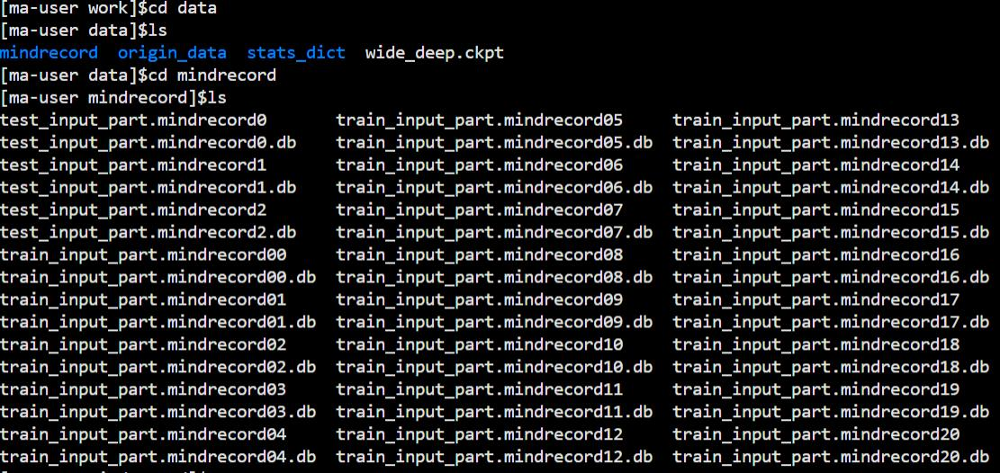 [ma-user work]$cd data
[ma-user data]$ls
mindrecord  origin_data  stats_dict  wide_deep.ckpt
[ma-user data]$cd mindrecord
[ma-user mindrecord]$ls
test_input_part.mindrecord0     train_input_part.mindrecord05     train_input_part.mindrecord13
test_input_part.mindrecord0.db  train_input_part.mindrecord05.db  train_input_part.mindrecord13.db
test_input_part.mindrecord1     train_input_part.mindrecord06     train_input_part.mindrecord14
test_input_part.mindrecord1.db  train_input_part.mindrecord06.db  train_input_part.mindrecord14.db
test_input_part.mindrecord2     train_input_part.mindrecord07     train_input_part.mindrecord15
test_input_part.mindrecord2.db  train_input_part.mindrecord07.db  train_input_part.mindrecord15.db
train_input_part.mindrecord00     train_input_part.mindrecord08     train_input_part.mindrecord16
train_input_part.mindrecord00.db  train_input_part.mindrecord08.db  train_input_part.mindrecord16.db
train_input_part.mindrecord01     train_input_part.mindrecord09     train_input_part.mindrecord17
train_input_part.mindrecord01.db  train_input_part.mindrecord09.db  train_input_part.mindrecord17.db
train_input_part.mindrecord02     train_input_part.mindrecord10     train_input_part.mindrecord18
train_input_part.mindrecord02.db  train_input_part.mindrecord10.db  train_input_part.mindrecord18.db
train_input_part.mindrecord03     train_input_part.mindrecord11     train_input_part.mindrecord19
train_input_part.mindrecord03.db  train_input_part.mindrecord11.db  train_input_part.mindrecord19.db
train_input_part.mindrecord04     train_input_part.mindrecord12     train_input_part.mindrecord20
train_input_part.mindrecord04.db  train_input_part.mindrecord12.db  train_input_part.mindrecord20.db